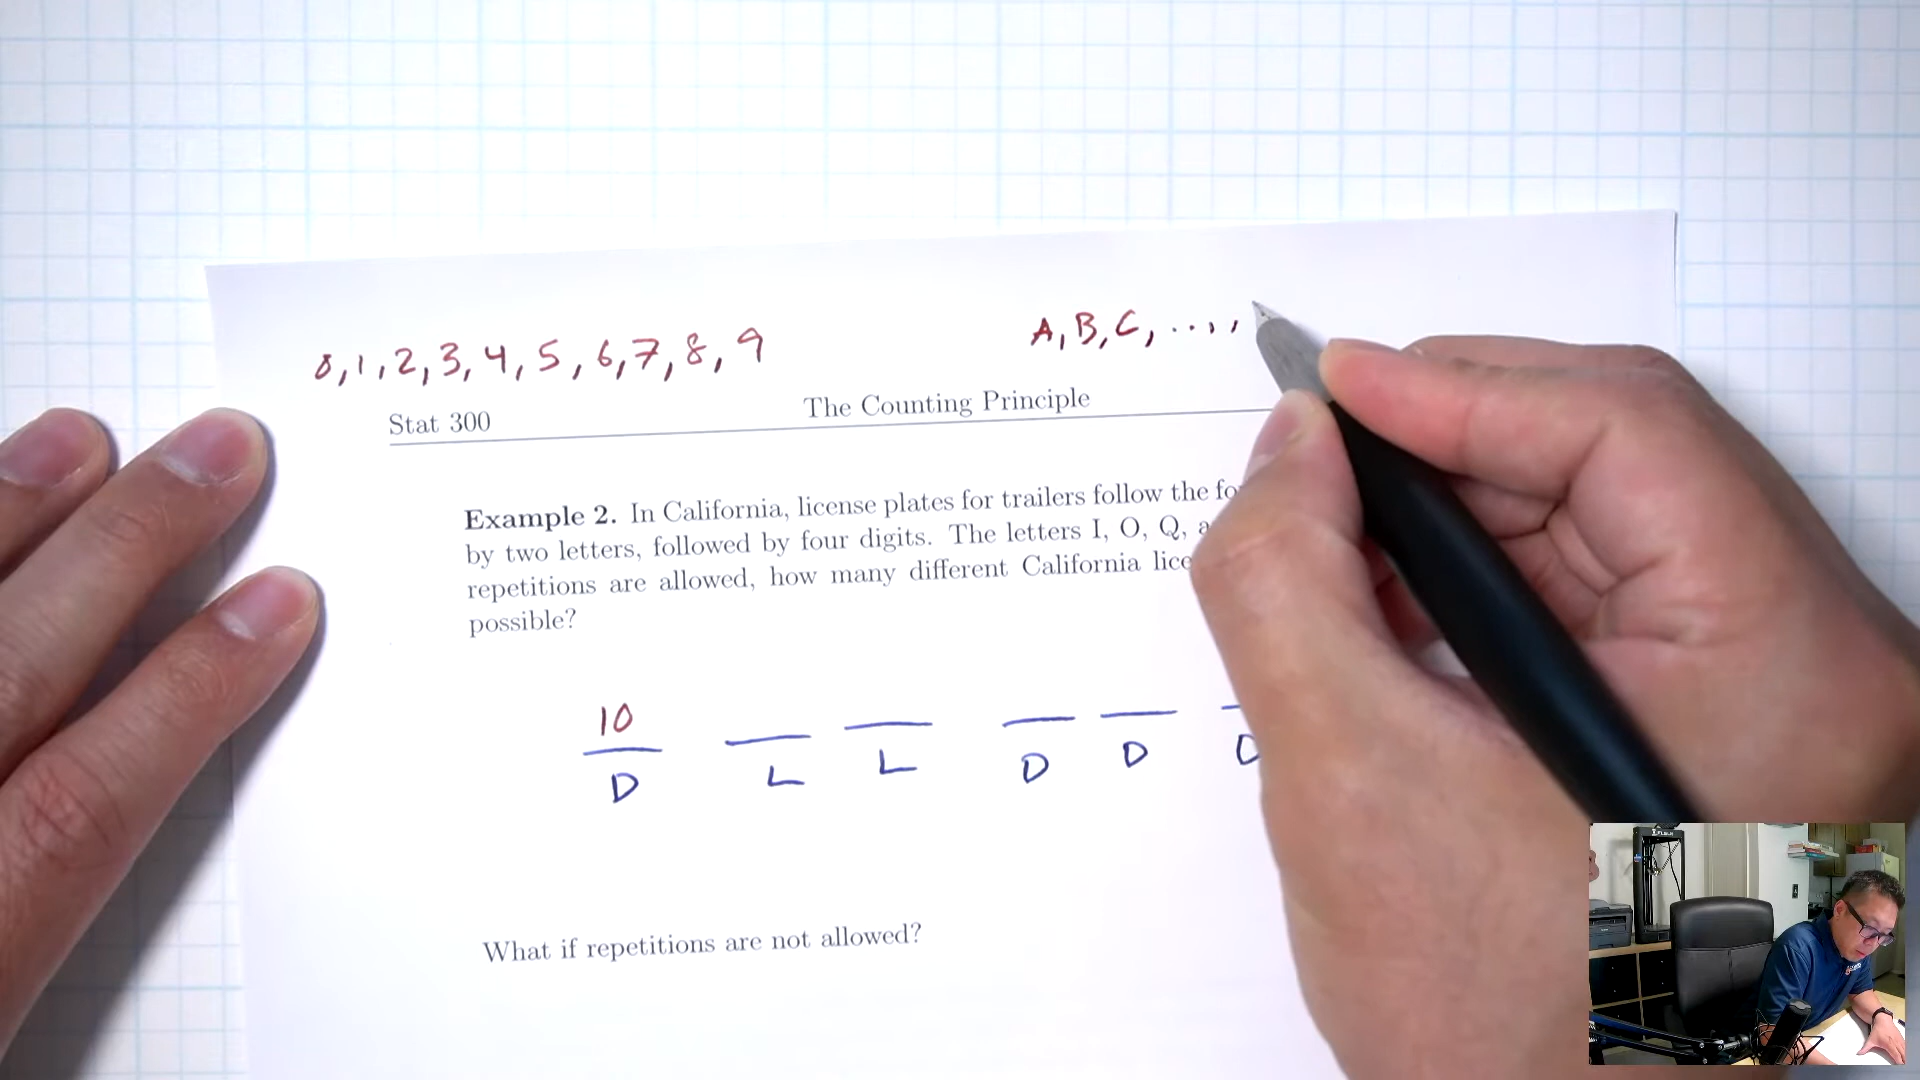 0,1,2,3,4,5,6,7,8,9
A,B,C,...,,
Stat 300
The Counting Principle
Example 2. In California, license plates for trailers follow the
by two letters, followed by four digits. The letters I, O, Q,
repetitions are allowed, how many different California
possible?
10
D L L D D D
What if repetitions are not allowed?